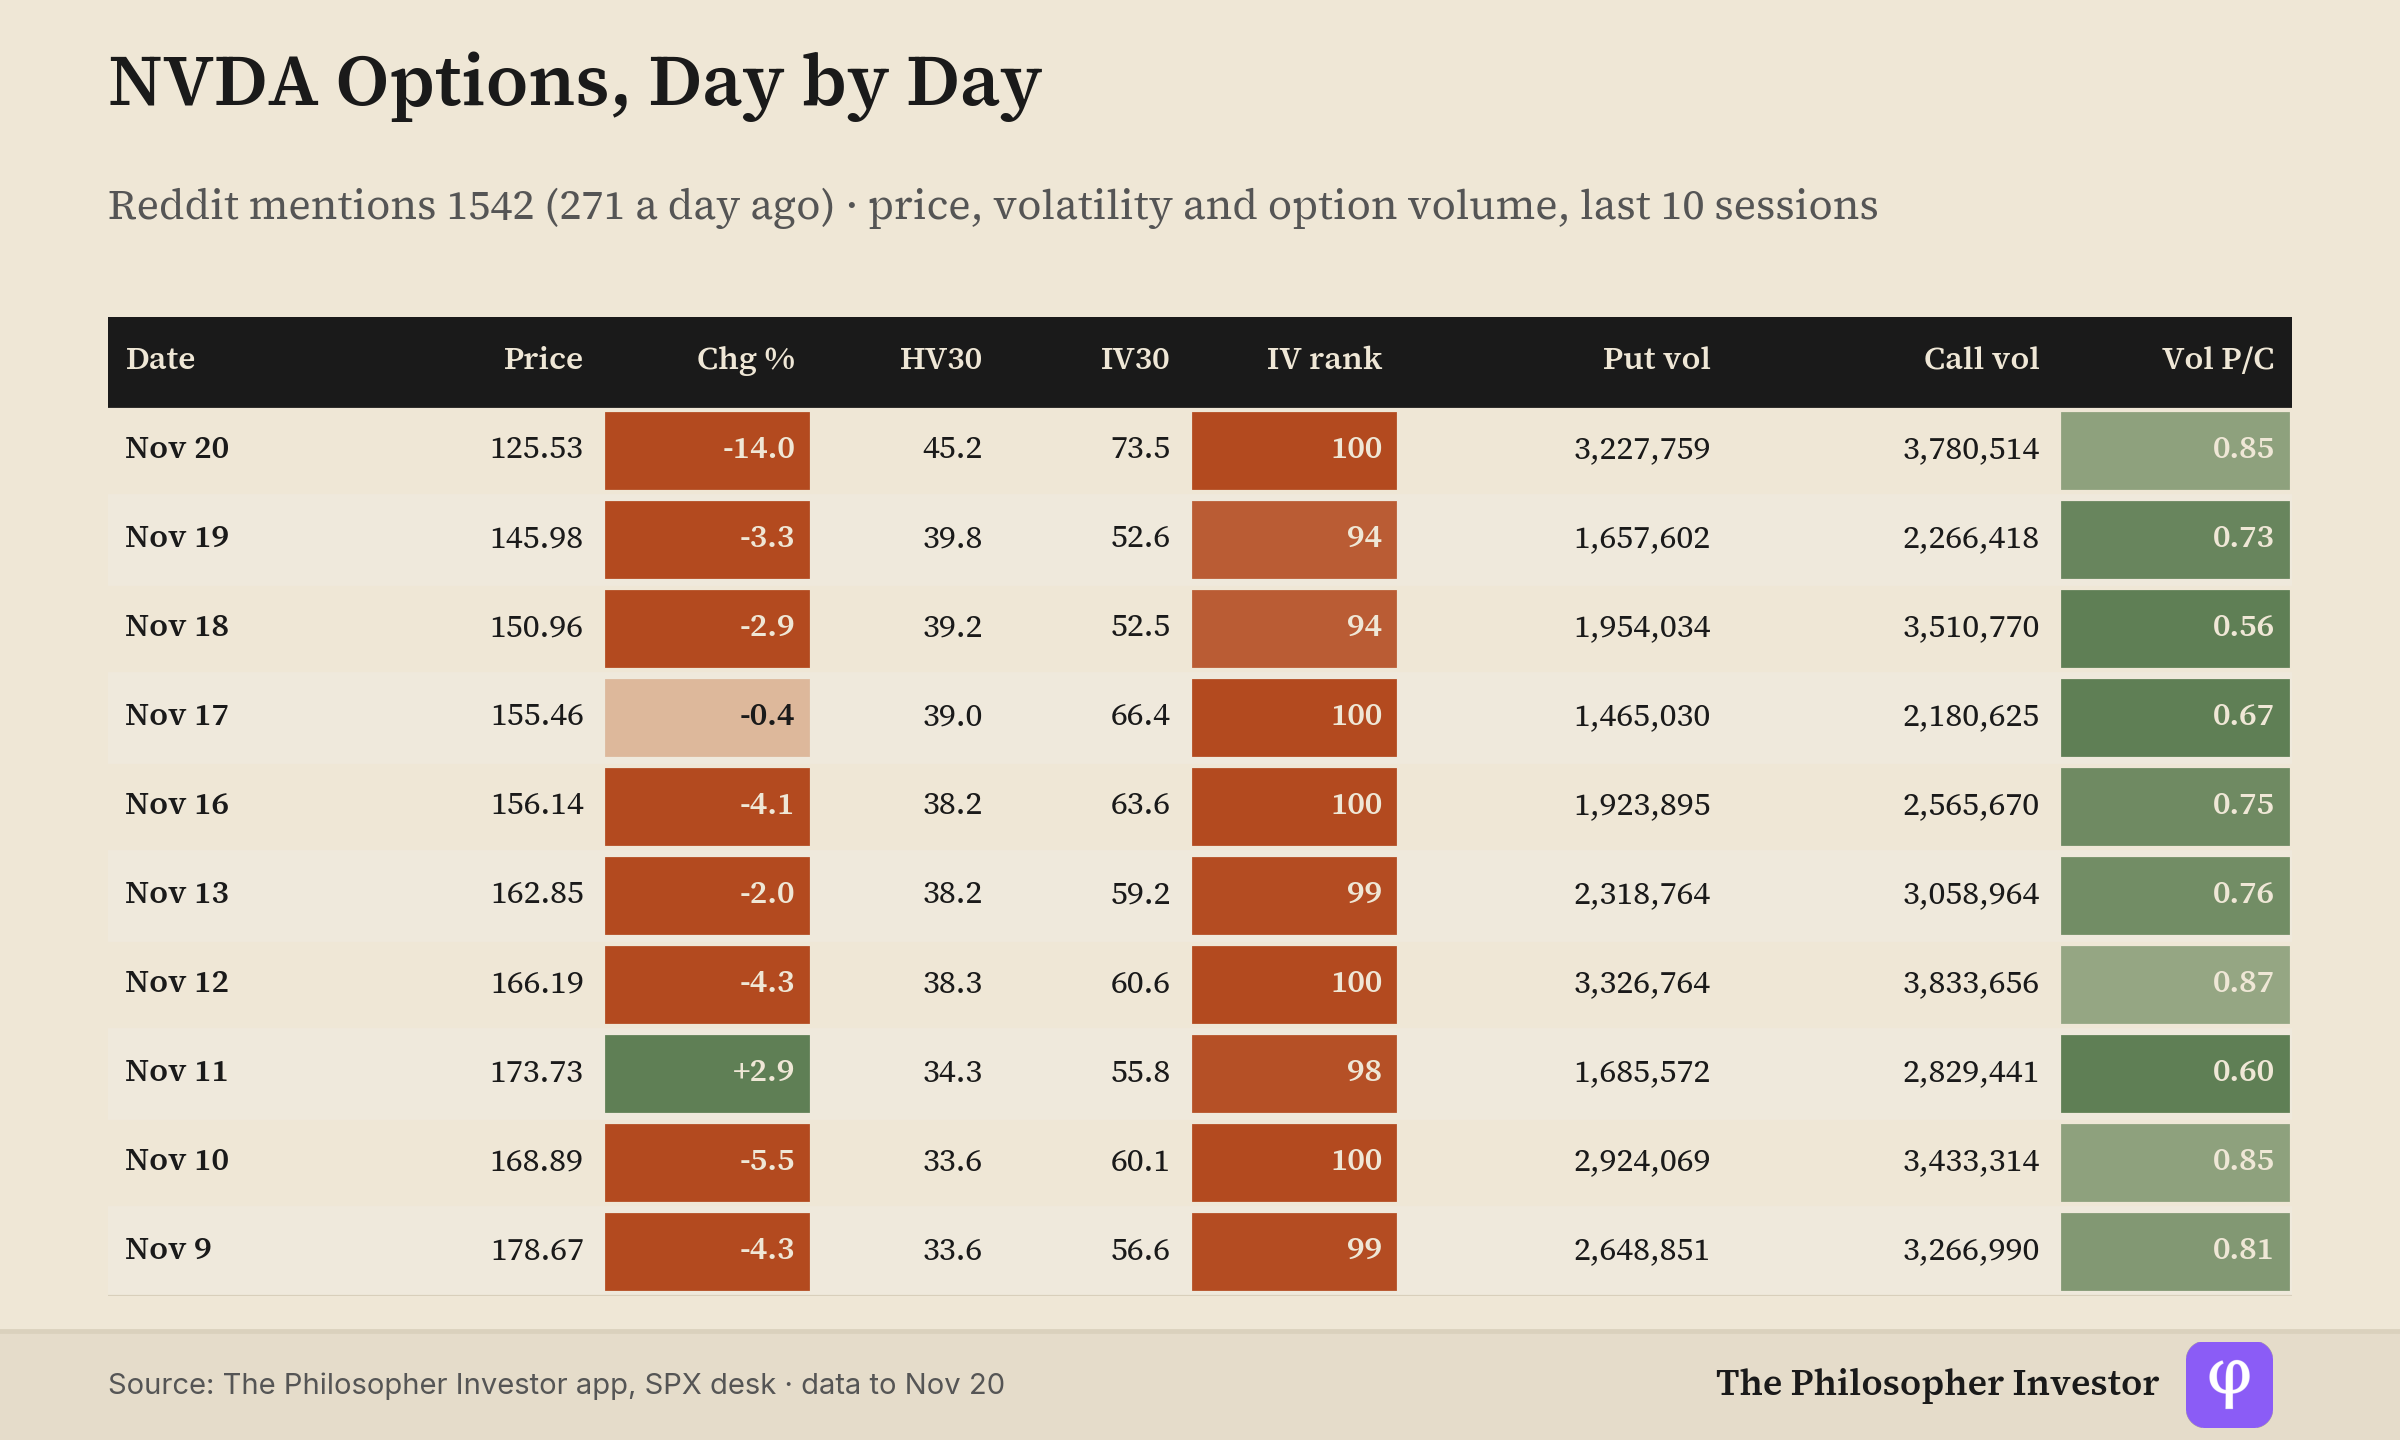 NVDA Options, Day by Day
Reddit mentions 1542 (271 a day ago) · price, volatility and option volume, last 10 sessions
Date Price Chg % HV30 IV30 IV rank Put vol Call vol Vol P/C
Nov 20 125.53 -14.0 45.2 73.5 100 3,227,759 3,780,514 0.85
Nov 19 145.98 -3.3 39.8 52.6 94 1,657,602 2,266,418 0.73
Nov 18 150.96 -2.9 39.2 52.5 94 1,954,034 3,510,770 0.56
Nov 17 155.46 -0.4 39.0 66.4 100 1,465,030 2,180,625 0.67
Nov 16 156.14 -4.1 38.2 63.6 100 1,923,895 2,565,670 0.75
Nov 13 162.85 -2.0 38.2 59.2 99 2,318,764 3,058,964 0.76
Nov 12 166.19 -4.3 38.3 60.6 100 3,326,764 3,833,656 0.87
Nov 11 173.73 +2.9 34.3 55.8 98 1,685,572 2,829,441 0.60
Nov 10 168.89 -5.5 33.6 60.1 100 2,924,069 3,433,314 0.85
Nov 9 178.67 -4.3 33.6 56.6 99 2,648,851 3,266,990 0.81
Source: The Philosopher Investor app, SPX desk · data to Nov 20
The Philosopher Investor φ